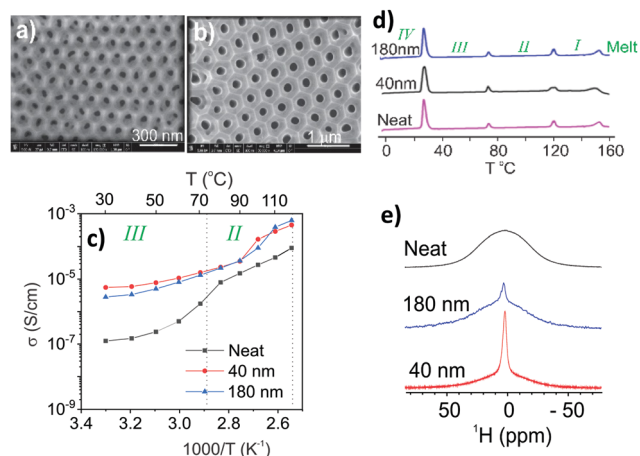 a)
300 nm
b)
1 µm
d)
IV
III
II
I
Melt
180nm
40nm
Neat
0
40
80
120
160
T °C
T (°C)
30
50
70
90
110
c)
III
II
10⁻³
10⁻⁵
10⁻⁷
10⁻⁹
σ (S/cm)
Neat
40 nm
180 nm
3.4
3.2
3.0
2.8
2.6
1000/T (K⁻¹)
e)
Neat
180 nm
40 nm
50
0
- 50
¹H (ppm)